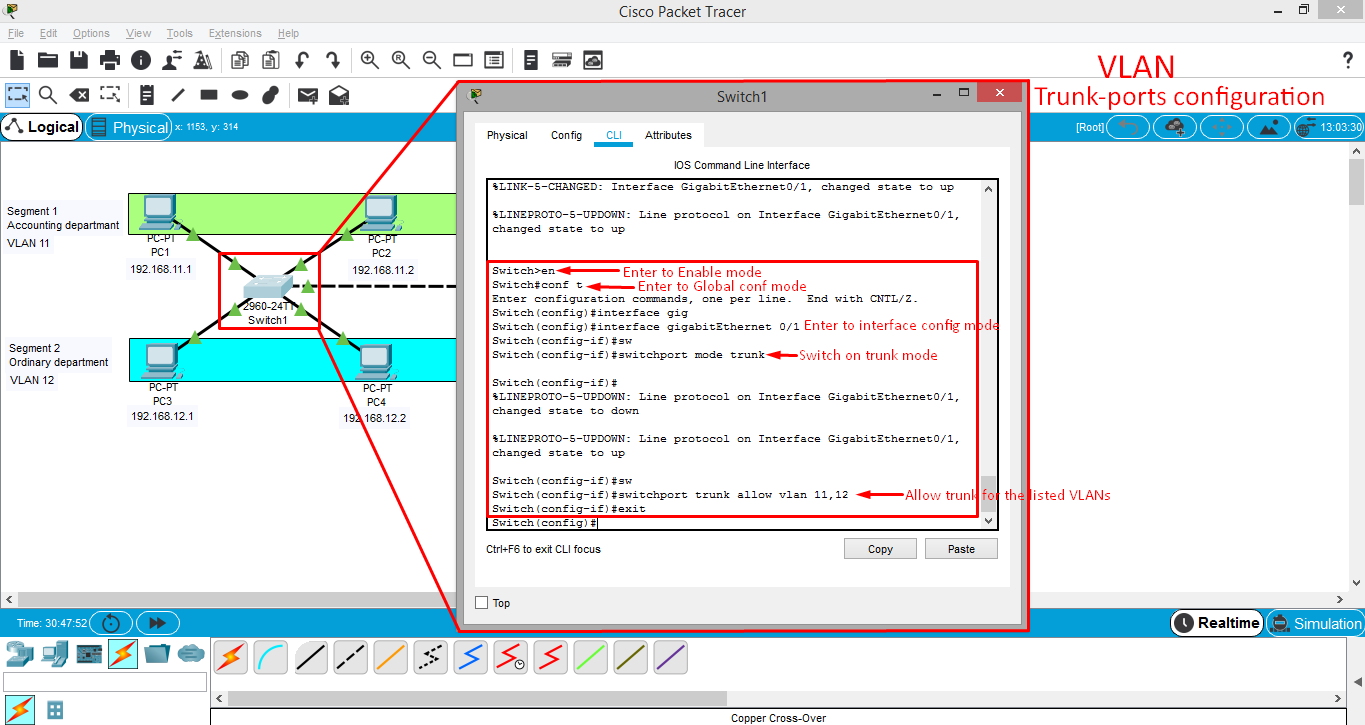 Cisco Packet Tracer
File Edit Options View Tools Extensions Help
VLAN
Trunk-ports configuration
Logical
Physical
x: 1153, y: 314
[Root]
13:03:30
Segment 1
Accounting departmant
VLAN 11
PC-PT
PC1
192.168.11.1
PC-PT
PC2
192.168.11.2
2960-24TT
Switch1
Segment 2
Ordinary department
VLAN 12
PC-PT
PC3
192.168.12.1
PC-PT
PC4
192.168.12.2
Switch1
Physical Config CLI Attributes
IOS Command Line Interface
%LINK-5-CHANGED: Interface GigabitEthernet0/1, changed state to up
%LINEPROTO-5-UPDOWN: Line protocol on Interface GigabitEthernet0/1,
changed state to up
Switch>en
Enter to Enable mode
Switch#conf t
Enter to Global conf mode
Enter configuration commands, one per line.  End with CNTL/Z.
Switch(config)#interface gig
Switch(config)#interface gigabitEthernet 0/1
Enter to interface config mode
Switch(config-if)#sw
Switch(config-if)#switchport mode trunk
Switch on trunk mode
Switch(config-if)#
%LINEPROTO-5-UPDOWN: Line protocol on Interface GigabitEthernet0/1,
changed state to down
%LINEPROTO-5-UPDOWN: Line protocol on Interface GigabitEthernet0/1,
changed state to up
Switch(config-if)#sw
Switch(config-if)#switchport trunk allow vlan 11,12
Allow trunk for the listed VLANs
Switch(config-if)#exit
Switch(config)#
Ctrl+F6 to exit CLI focus
Copy
Paste
Top
Time: 30:47:52
Realtime
Simulation
Copper Cross-Over